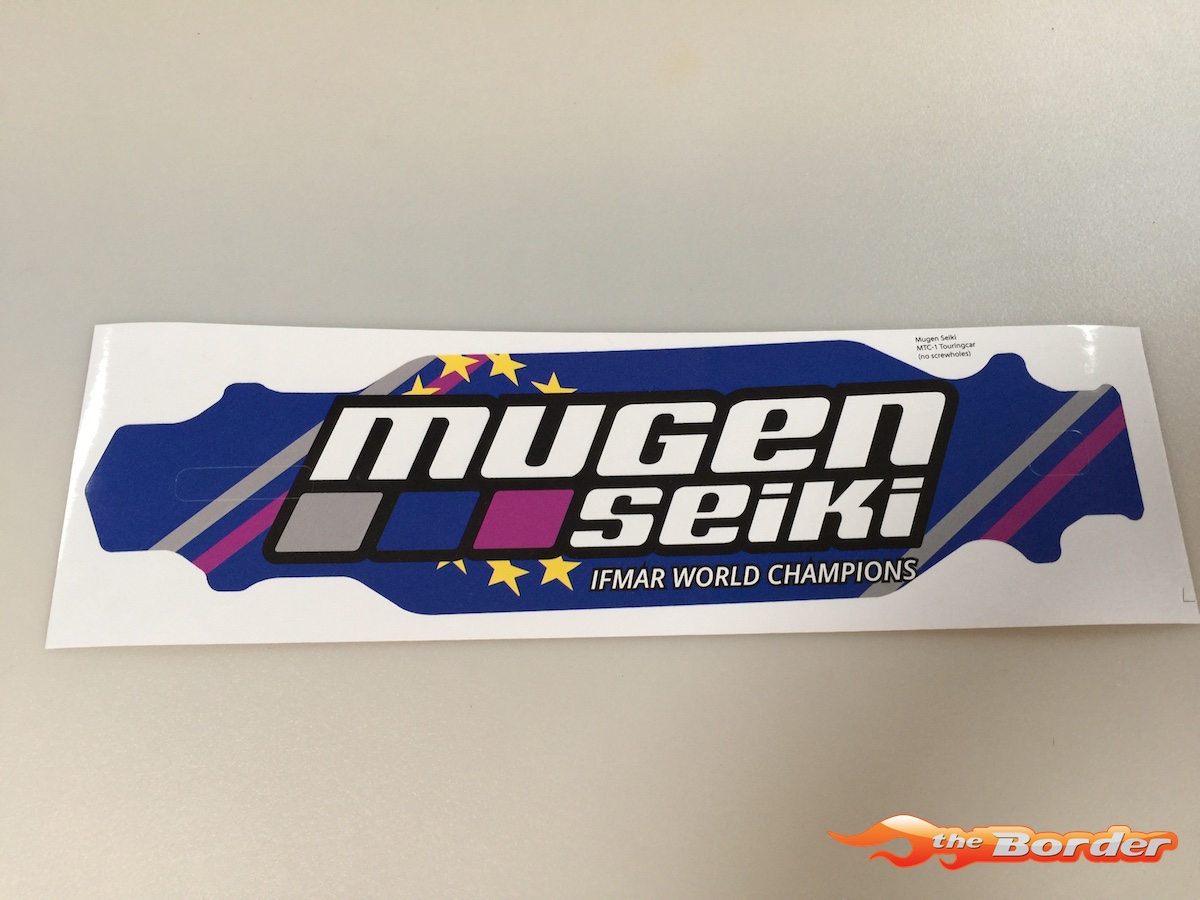 Mugen Seiki
MTC-1 Touringcar
(no screwholes)
mugen
seiki
IFMAR WORLD CHAMPIONS
the Border